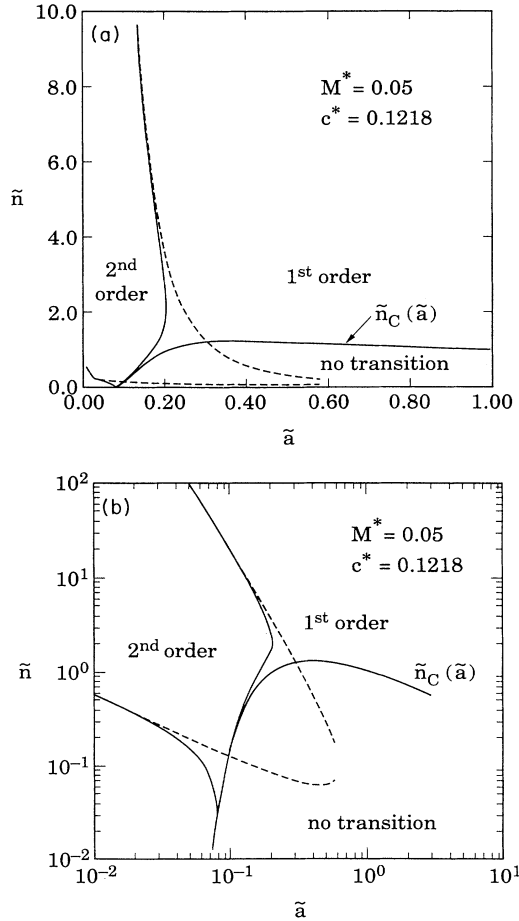 (a)
10.0
8.0
6.0
4.0
2.0
0.0
ñ
M* = 0.05
c* = 0.1218
2nd
order
1st order
ñC (ã)
no transition
0.00 0.20 0.40 0.60 0.80 1.00
ã
(b)
10²
10¹
10⁰
10⁻¹
10⁻²
ñ
M* = 0.05
c* = 0.1218
1st order
2nd order
ñC (ã)
no transition
10⁻² 10⁻¹ 10⁰ 10¹
ã